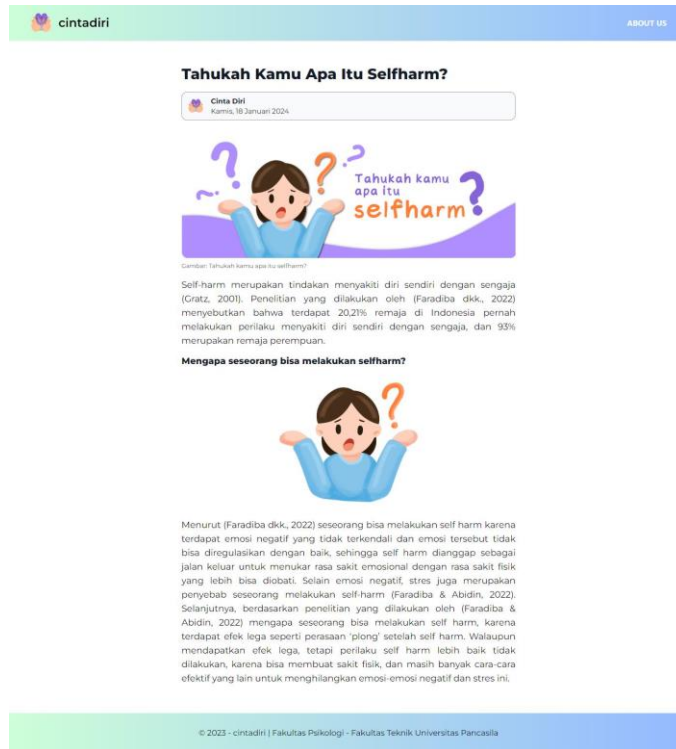 cintadiri
ABOUT US
Tahukah Kamu Apa Itu Selfharm?
Cinta Diri
Kamis, 18 Januari 2024
Tahukah kamu
apa itu
selfharm
Gambar: Tahukah kamu apa itu selfharm?
Self-harm merupakan tindakan menyakiti diri sendiri dengan sengaja
(Gratz, 2001). Penelitian yang dilakukan oleh (Faradiba dkk., 2022)
menyebutkan bahwa terdapat 20,21% remaja di Indonesia pernah
melakukan perilaku menyakiti diri sendiri dengan sengaja, dan 93%
merupakan remaja perempuan.
Mengapa seseorang bisa melakukan selfharm?
Menurut (Faradiba dkk., 2022) seseorang bisa melakukan self harm karena
terdapat emosi negatif yang tidak terkendali dan emosi tersebut tidak
bisa diregulasikan dengan baik, sehingga self harm dianggap sebagai
jalan keluar untuk menukar rasa sakit emosional dengan rasa sakit fisik
yang lebih bisa diobati. Selain emosi negatif, stres juga merupakan
penyebab seseorang melakukan self-harm (Faradiba & Abidin, 2022).
Selanjutnya, berdasarkan penelitian yang dilakukan oleh (Faradiba &
Abidin, 2022) mengapa seseorang bisa melakukan self harm, karena
terdapat efek lega seperti perasaan 'plong' setelah self harm. Walaupun
mendapatkan efek lega, tetapi perilaku self harm lebih baik tidak
dilakukan, karena bisa membuat sakit fisik, dan masih banyak cara-cara
efektif yang lain untuk menghilangkan emosi-emosi negatif dan stres ini.
© 2023 - cintadiri | Fakultas Psikologi - Fakultas Teknik Universitas Pancasila